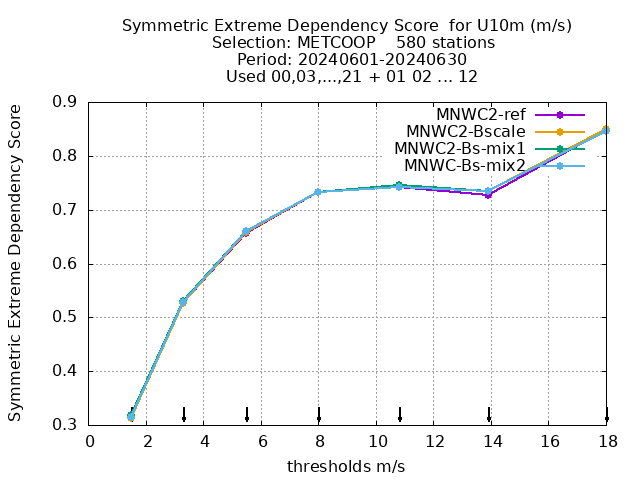 Symmetric Extreme Dependency Score  for U10m (m/s)
Selection: METCOOP    580 stations
Period: 20240601-20240630
Used 00,03,...,21 + 01 02 ... 12
Symmetric Extreme Dependency Score
0.9
0.8
0.7
0.6
0.5
0.4
0.3
MNWC2-ref
MNWC2-Bscale
MNWC2-Bs-mix1
MNWC-Bs-mix2
0 2 4 6 8 10 12 14 16 18
thresholds m/s